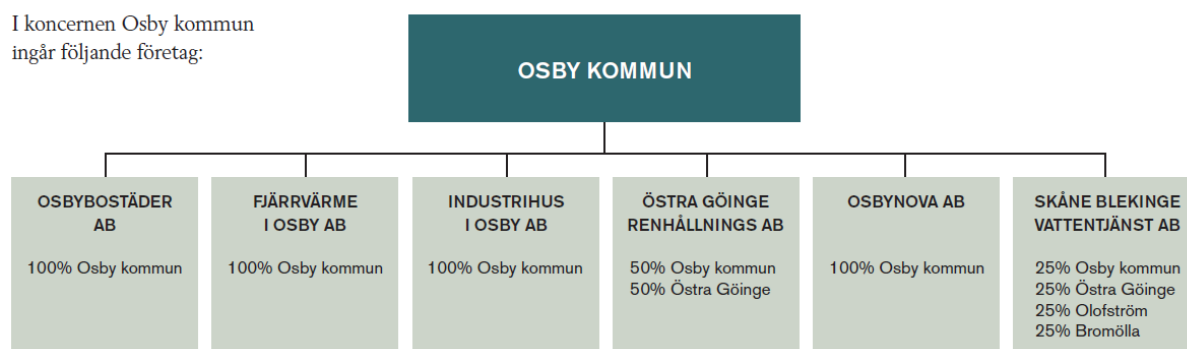 I koncernen Osby kommun
ingår följande företag:
OSBY KOMMUN
OSBYBOSTÄDER
AB
100% Osby kommun
FJÄRRVÄRME
I OSBY AB
100% Osby kommun
INDUSTRIHUS
I OSBY AB
100% Osby kommun
ÖSTRA GÖINGE
RENHÅLLNINGS AB
50% Osby kommun
50% Östra Göinge
OSBYNOVA AB
100% Osby kommun
SKÅNE BLEKINGE
VATTENTJÄNST AB
25% Osby kommun
25% Östra Göinge
25% Olofström
25% Bromölla